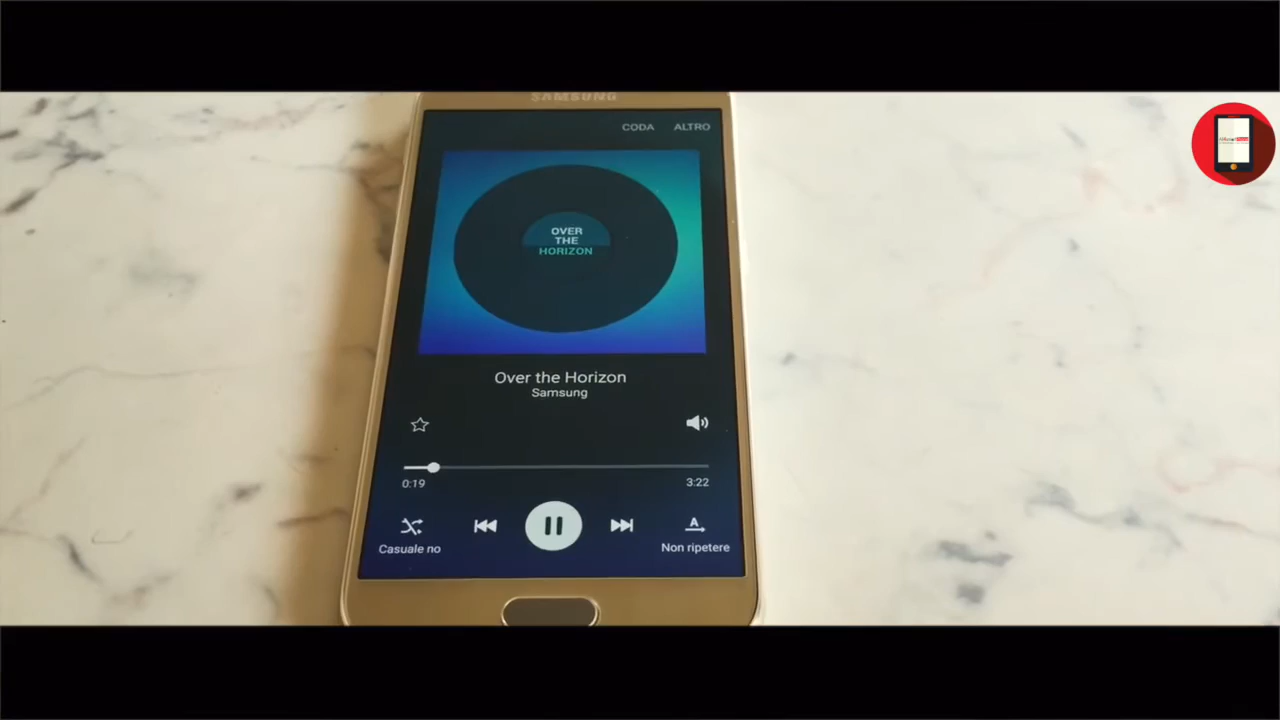 SAMSUNG
CODA ALTRO
OVER
THE
HORIZON
Over the Horizon
Samsung
0:19 3:22
A
Casuale no Non ripetere